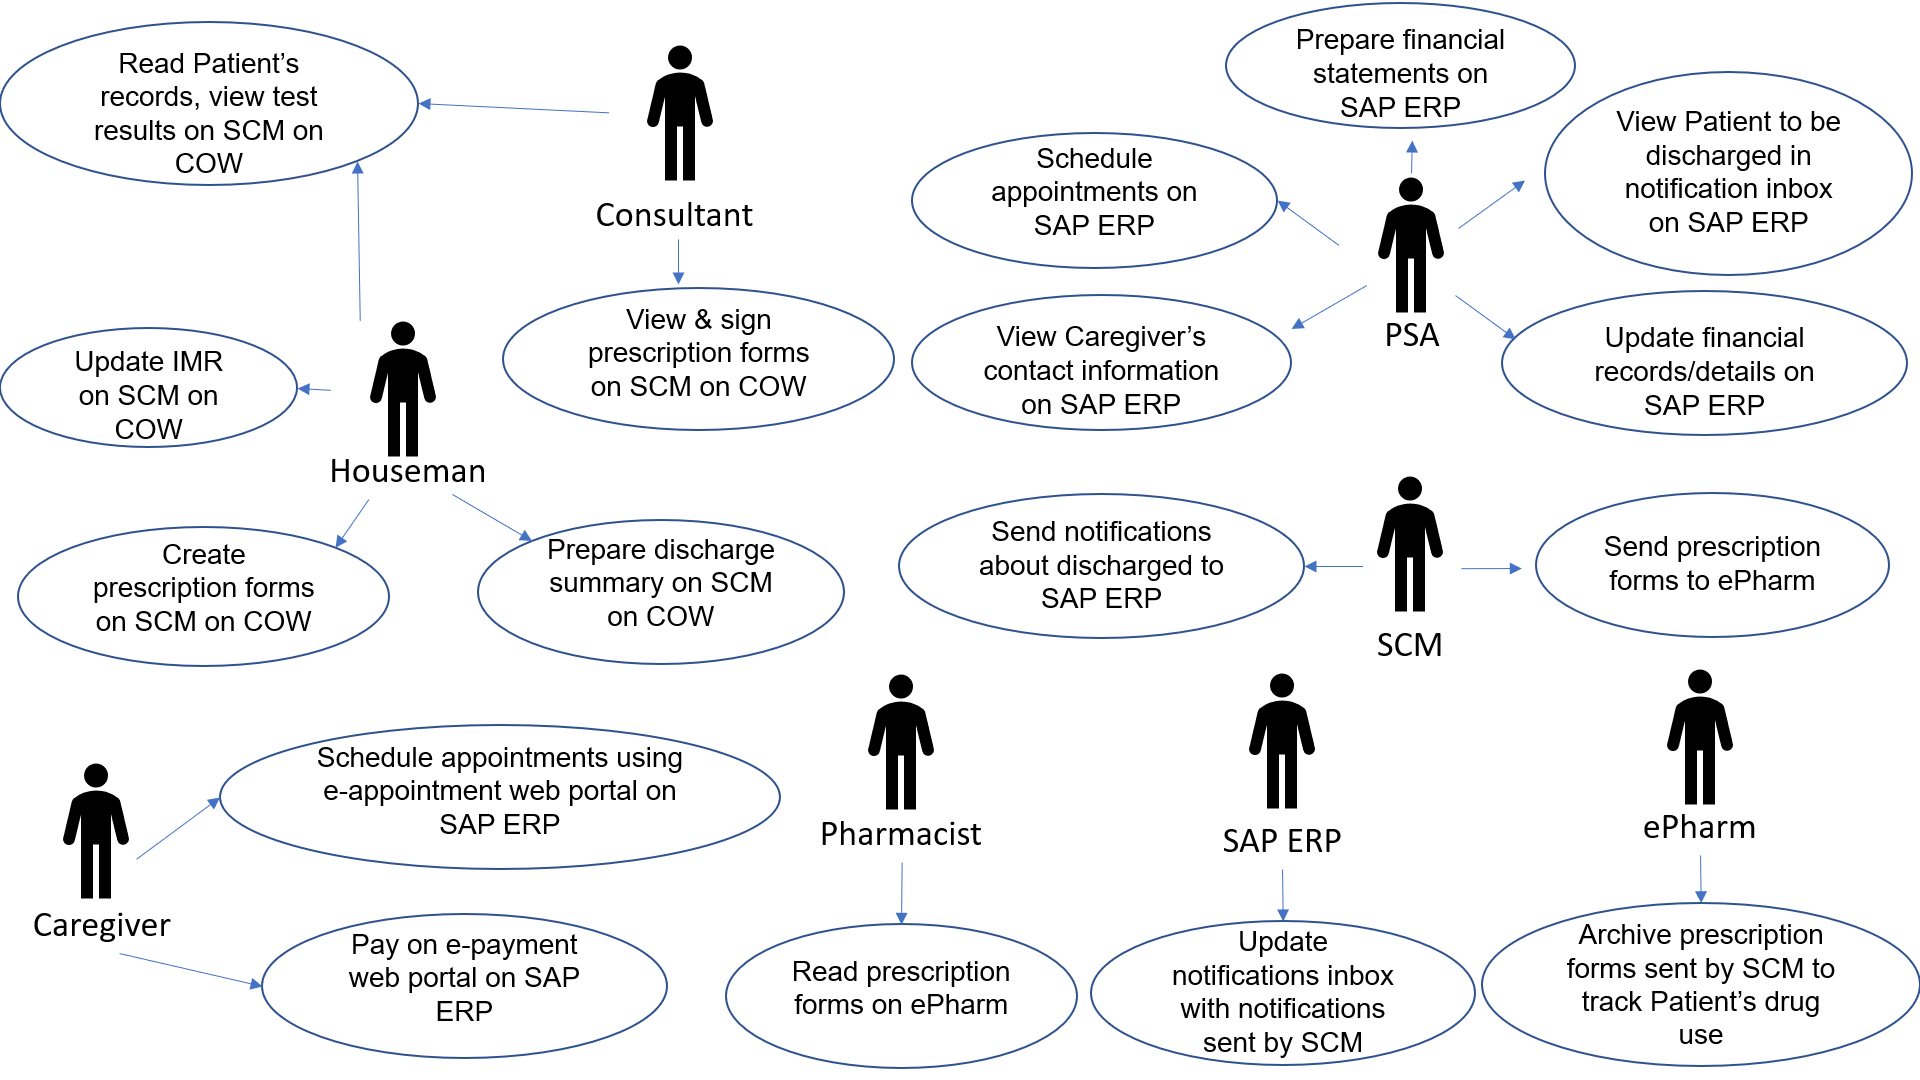 Read Patient’s
records, view test
results on SCM on
COW
Consultant
View & sign
prescription forms
on SCM on COW
Update IMR
on SCM on
COW
Houseman
Create
prescription forms
on SCM on COW
Prepare discharge
summary on SCM
on COW
Prepare financial
statements on
SAP ERP
Schedule
appointments on
SAP ERP
View Patient to be
discharged in
notification inbox
on SAP ERP
PSA
View Caregiver’s
contact information
on SAP ERP
Update financial
records/details on
SAP ERP
Send notifications
about discharged to
SAP ERP
SCM
Send prescription
forms to ePharm
Caregiver
Schedule appointments using
e-appointment web portal on
SAP ERP
Pay on e-payment
web portal on SAP
ERP
Pharmacist
Read prescription
forms on ePharm
SAP ERP
Update
notifications inbox
with notifications
sent by SCM
ePharm
Archive prescription
forms sent by SCM to
track Patient’s drug
use